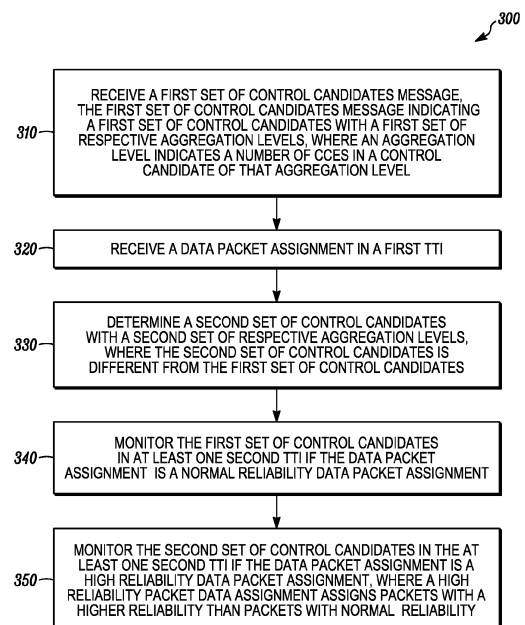 300
310
RECEIVE A FIRST SET OF CONTROL CANDIDATES MESSAGE,
THE FIRST SET OF CONTROL CANDIDATES MESSAGE INDICATING
A FIRST SET OF CONTROL CANDIDATES WITH A FIRST SET OF
RESPECTIVE AGGREGATION LEVELS, WHERE AN AGGREGATION
LEVEL INDICATES A NUMBER OF CCES IN A CONTROL
CANDIDATE OF THAT AGGREGATION LEVEL
320
RECEIVE A DATA PACKET ASSIGNMENT IN A FIRST TTI
330
DETERMINE A SECOND SET OF CONTROL CANDIDATES
WITH A SECOND SET OF RESPECTIVE AGGREGATION LEVELS,
WHERE THE SECOND SET OF CONTROL CANDIDATES IS
DIFFERENT FROM THE FIRST SET OF CONTROL CANDIDATES
340
MONITOR THE FIRST SET OF CONTROL CANDIDATES
IN AT LEAST ONE SECOND TTI IF THE DATA PACKET
ASSIGNMENT IS A NORMAL RELIABILITY DATA PACKET ASSIGNMENT
350
MONITOR THE SECOND SET OF CONTROL CANDIDATES IN THE AT
LEAST ONE SECOND TTI IF THE DATA PACKET ASSIGNMENT IS A
HIGH RELIABILITY DATA PACKET ASSIGNMENT, WHERE A HIGH
RELIABILITY PACKET DATA ASSIGNMENT ASSIGNS PACKETS WITH A
HIGHER RELIABILITY THAN PACKETS WITH NORMAL RELIABILITY